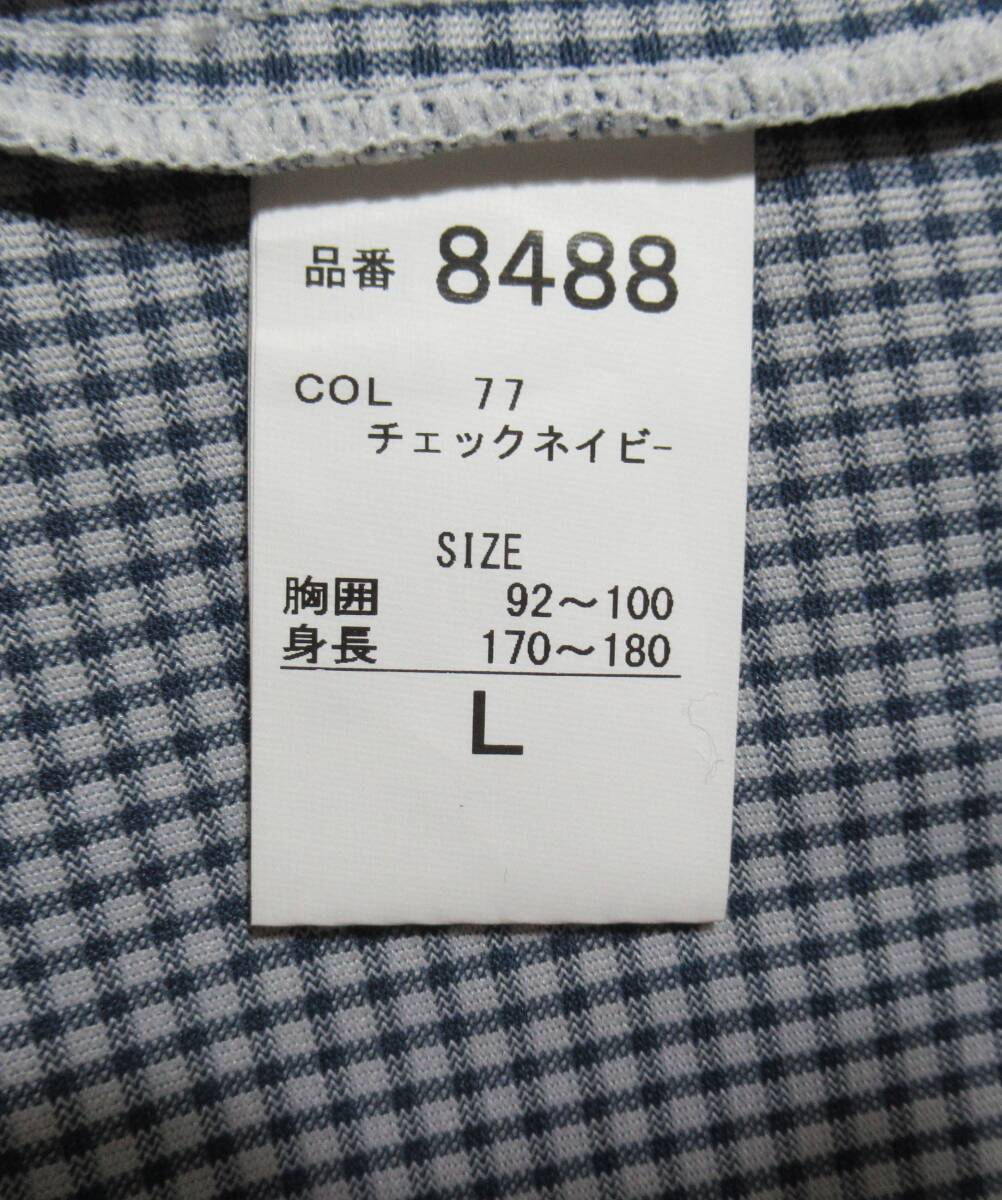 品番 8488
COL 77
チェックネイビー
SIZE
胸囲 92～100
身長 170～180
L